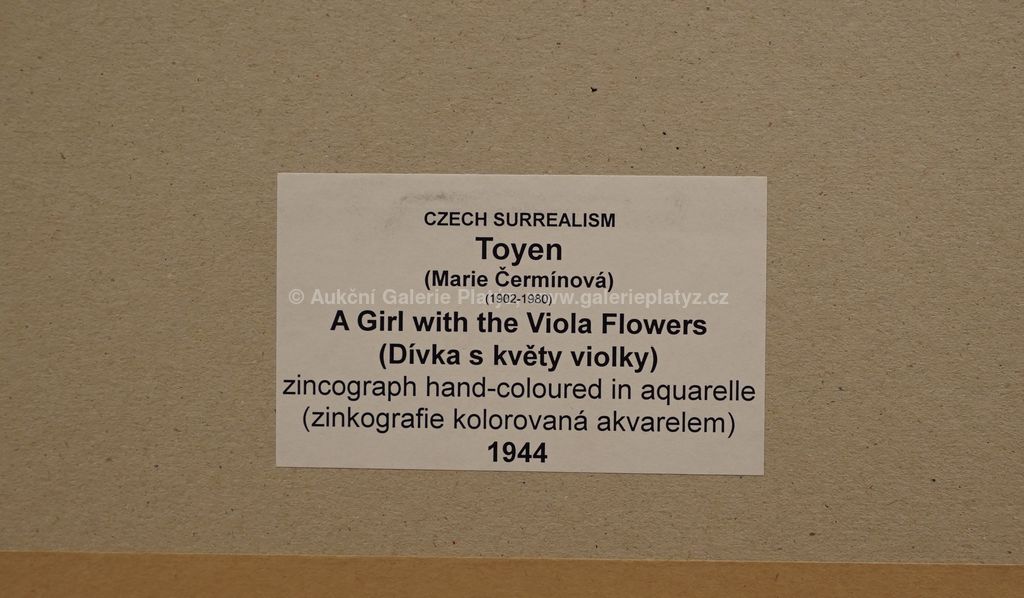 CZECH SURREALISM
Toyen
(Marie Čermínová)
(1902-1980)
© Aukční Galerie Platýz www.galerieplatyz.cz
A Girl with the Viola Flowers
(Dívka s květy violky)
zincograph hand-coloured in aquarelle
(zinkografie kolorovaná akvarelem)
1944